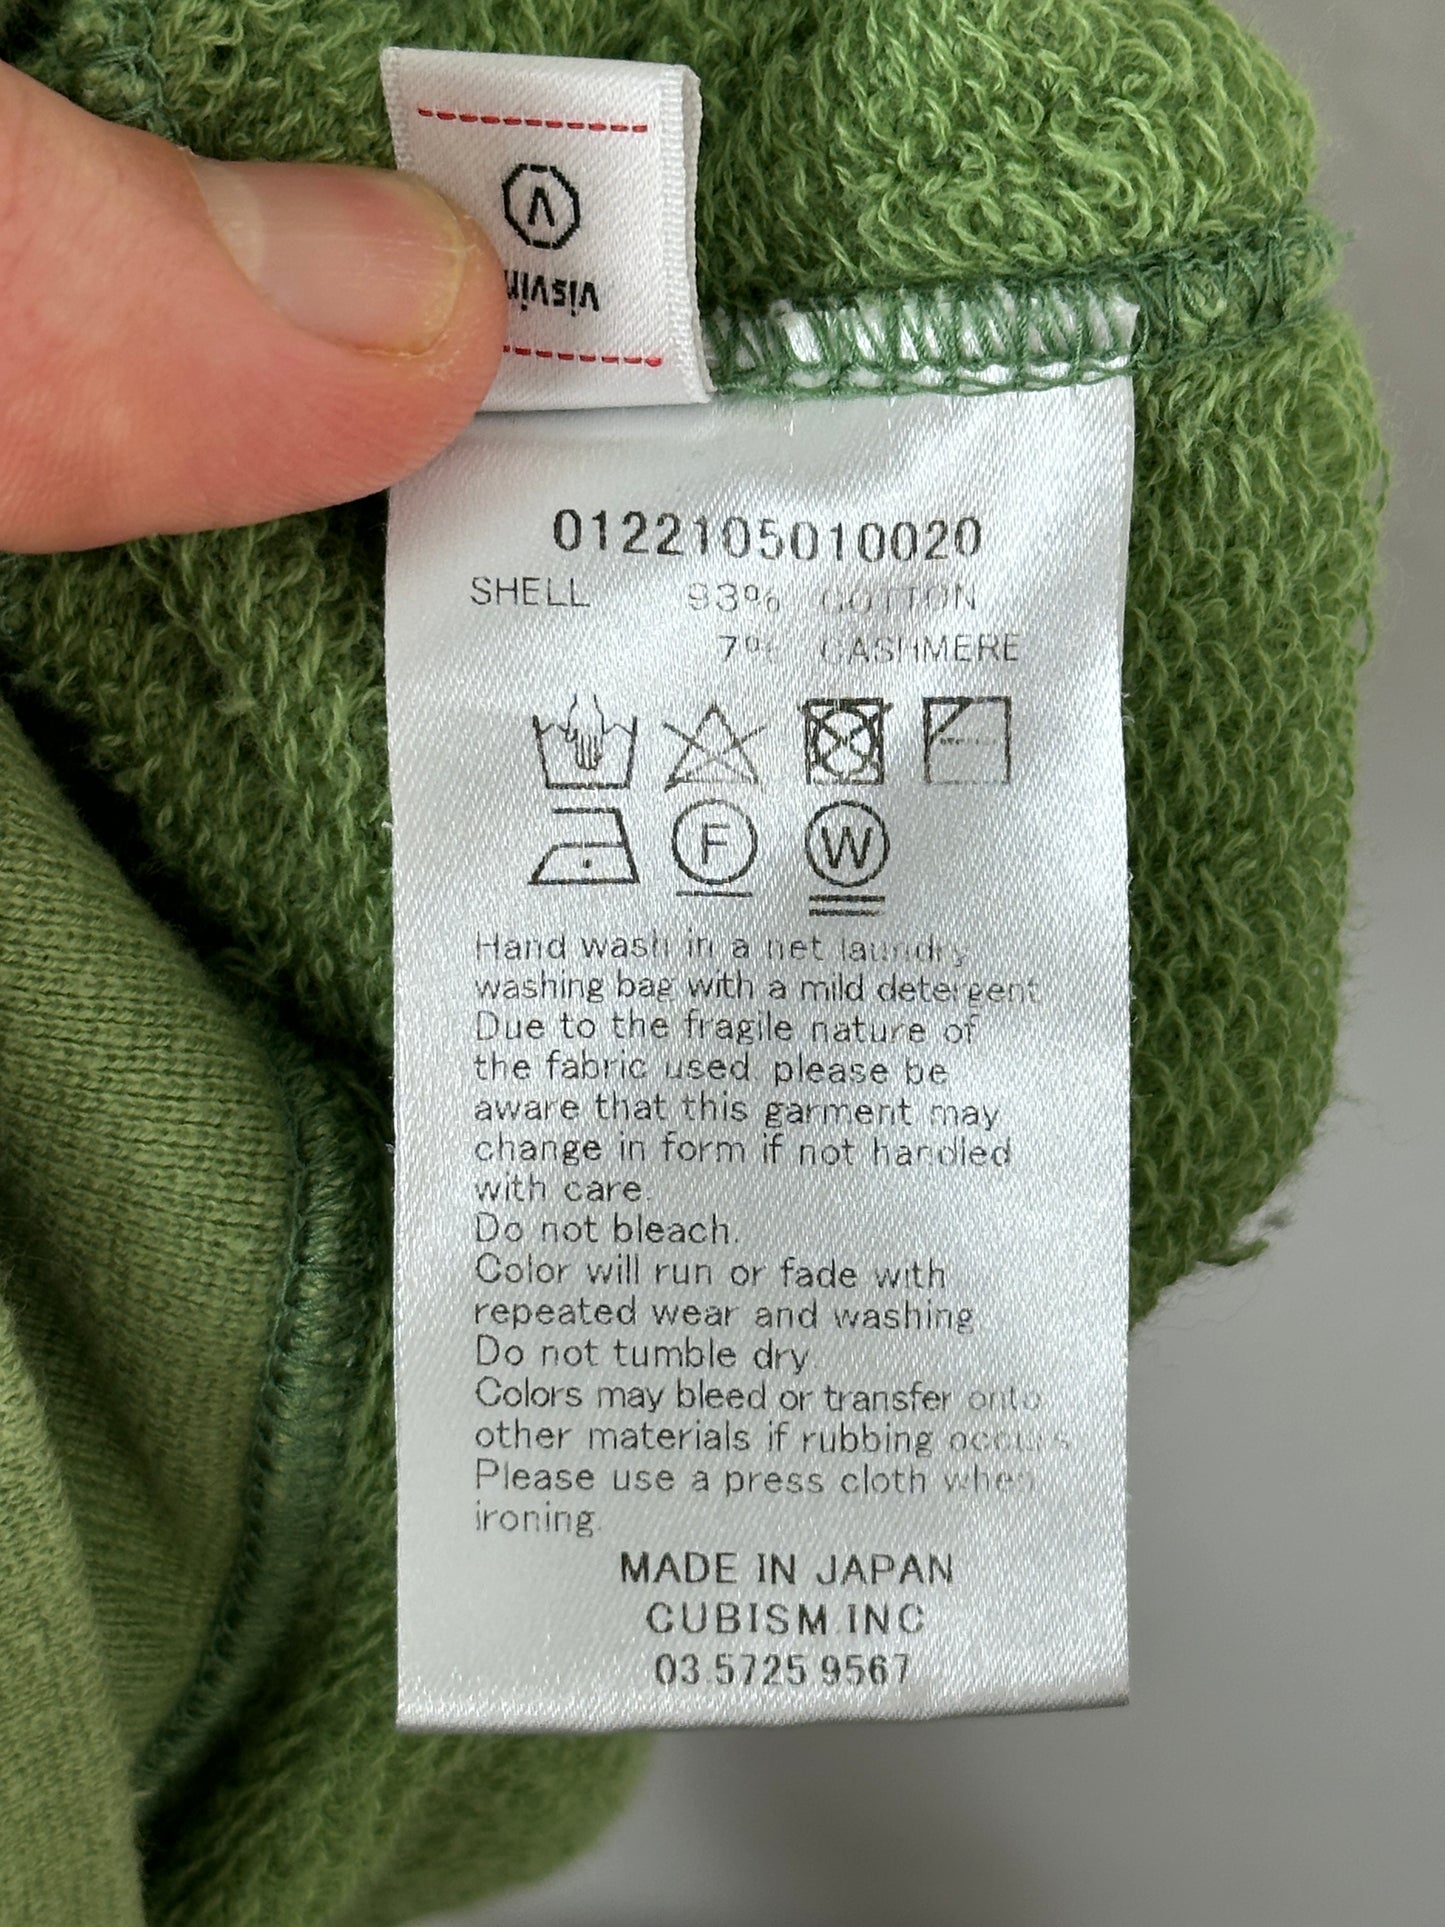 V
visvim
0122105010020
SHELL 93% COTTON
7% CASHMERE
F W
Hand wash in a net laundry
washing bag with a mild detergent
Due to the fragile nature of
the fabric used. please be
aware that this garment may
change in form if not handled
with care.
Do not bleach.
Color will run or fade with
repeated wear and washing.
Do not tumble dry.
Colors may bleed or transfer onto
other materials if rubbing occurs.
Please use a press cloth when
ironing.
MADE IN JAPAN
CUBISM.INC
03.5725.9567